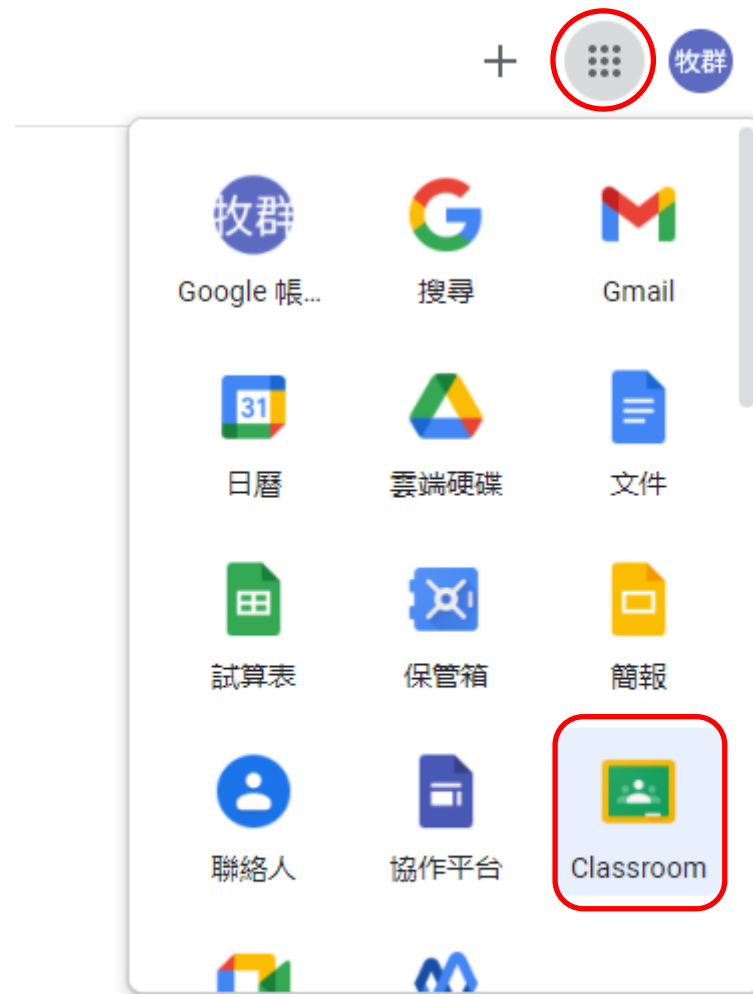 牧群
牧群
Google 帳...
搜尋
Gmail
31
日曆
雲端硬碟
文件
試算表
保管箱
簡報
聯絡人
協作平台
Classroom